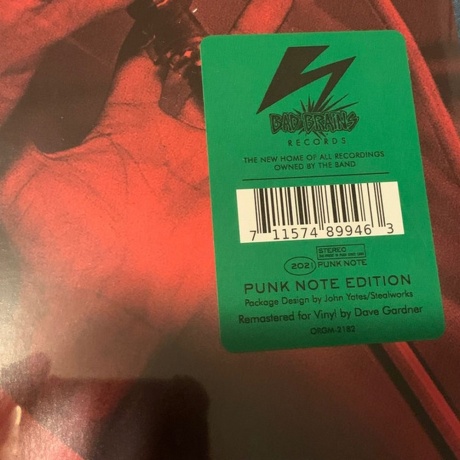 BAD BRAINS
RECORDS
THE NEW HOME OF ALL RECORDINGS
OWNED BY THE BAND
7 11574 89946 3
STEREO
2021 PUNK NOTE
PUNK NOTE EDITION
Package Design by John Yates/Stealworks
Remastered for Vinyl by Dave Gardner
ORGM-2182